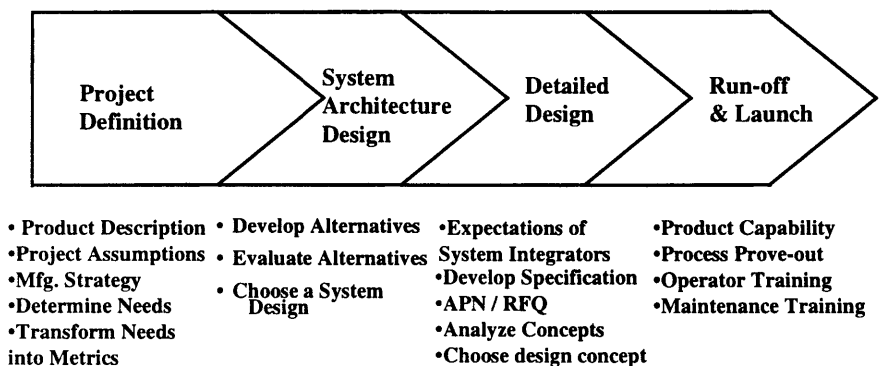 Project
Definition
System
Architecture
Design
Detailed
Design
Run-off
& Launch
• Product Description
•Project Assumptions
•Mfg. Strategy
•Determine Needs
•Transform Needs
into Metrics
• Develop Alternatives
• Evaluate Alternatives
• Choose a System
Design
•Expectations of
System Integrators
•Develop Specification
•APN / RFQ
•Analyze Concepts
•Choose design concept
•Product Capability
•Process Prove-out
•Operator Training
•Maintenance Training